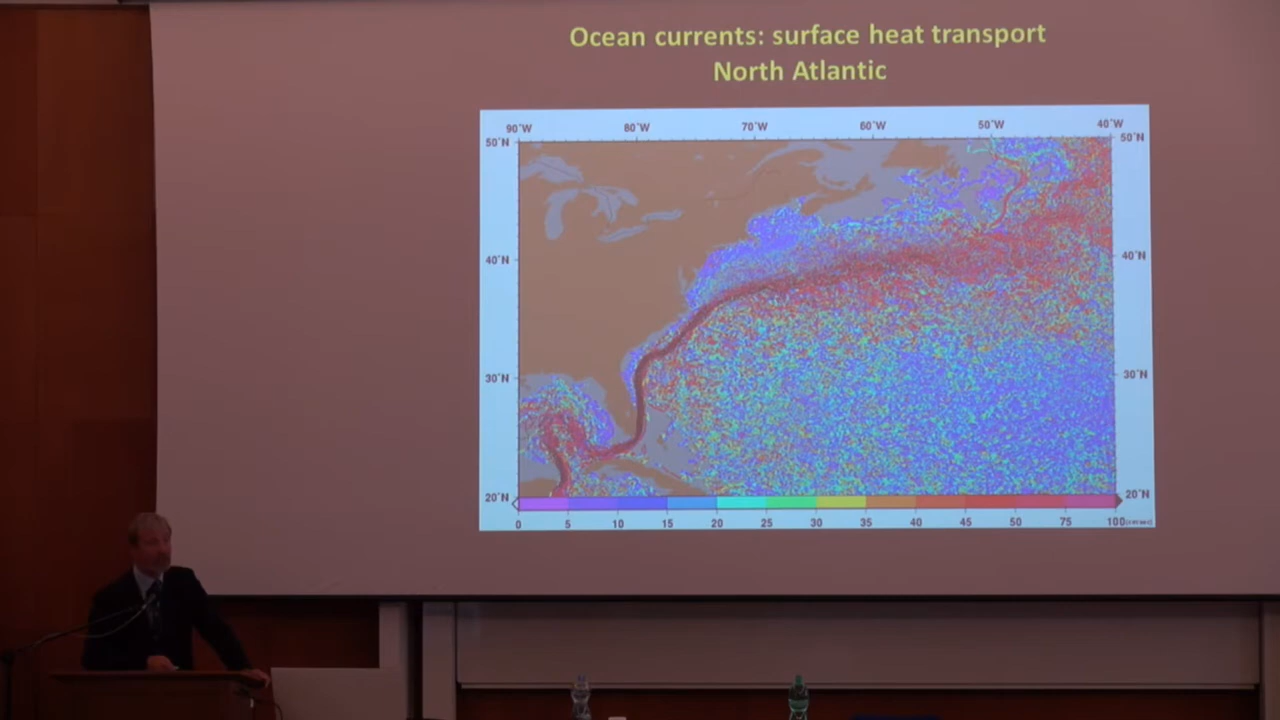 Ocean currents: surface heat transport
North Atlantic
90°W 80°W 70°W 60°W 50°W 40°W
50°N 50°N
40°N 40°N
30°N 30°N
20°N 20°N
0 5 10 15 20 25 30 35 40 45 50 75 100